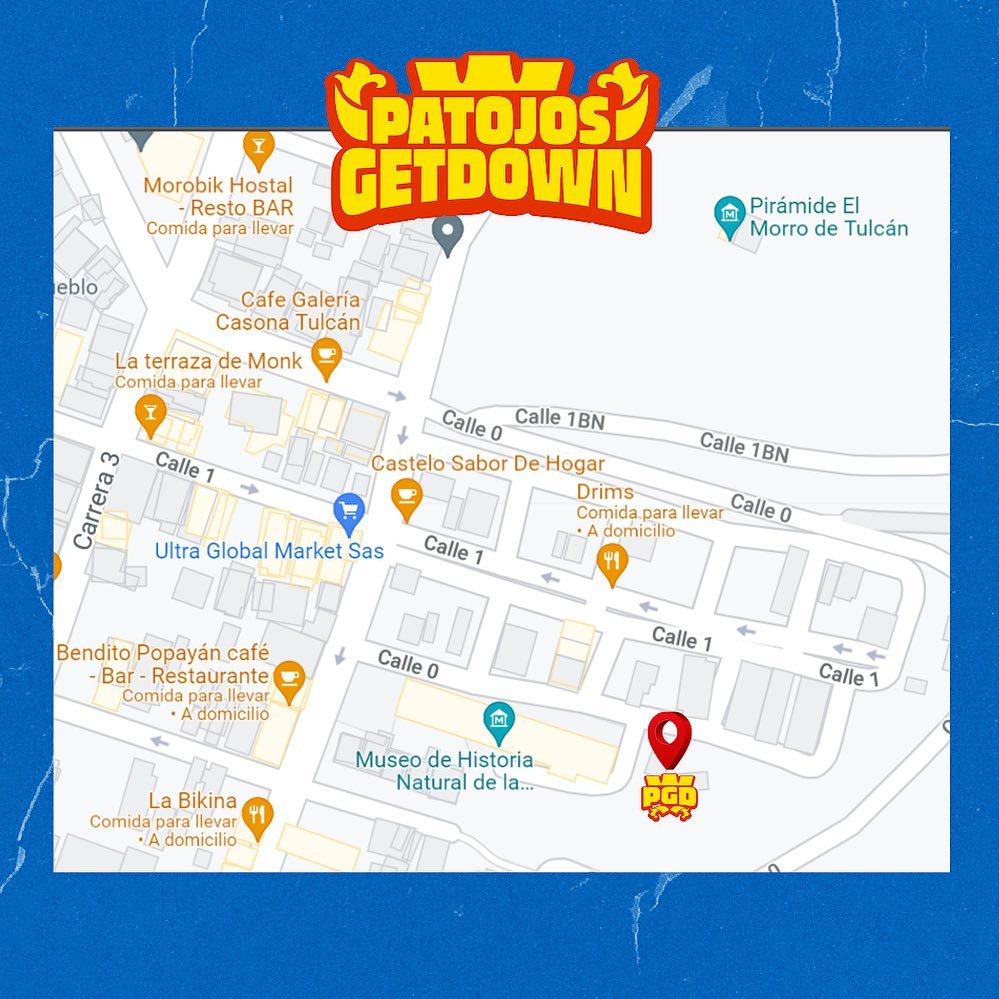 PATOJOS
GETDOWN
Morobik Hostal
- Resto BAR
Comida para llevar
Pirámide El
Morro de Tulcán
eblo
Cafe Galería
Casona Tulcán
La terraza de Monk
Comida para llevar
Calle 0
Calle 1BN
Calle 1BN
Carrera 3
Calle 1
Castelo Sabor De Hogar
Drims
Comida para llevar
• A domicilio
Calle 0
Ultra Global Market Sas
Calle 1
Calle 1
Calle 1
Bendito Popayán café
- Bar - Restaurante
Comida para llevar
• A domicilio
Calle 0
Museo de Historia
Natural de la...
PGD
La Bikina
Comida para llevar
• A domicilio